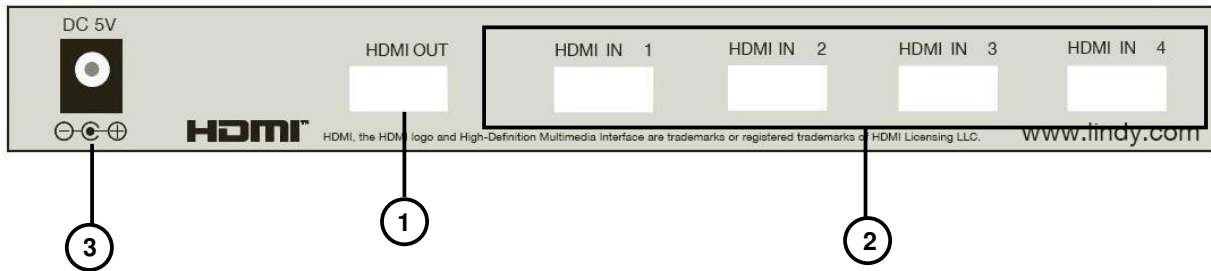 DC 5V
HDMI OUT
HDMI IN 1
HDMI IN 2
HDMI IN 3
HDMI IN 4
HDMI™
HDMI, the HDMI logo and High-Definition Multimedia Interface are trademarks or registered trademarks of HDMI Licensing LLC.
www.lindy.com
3
1
2